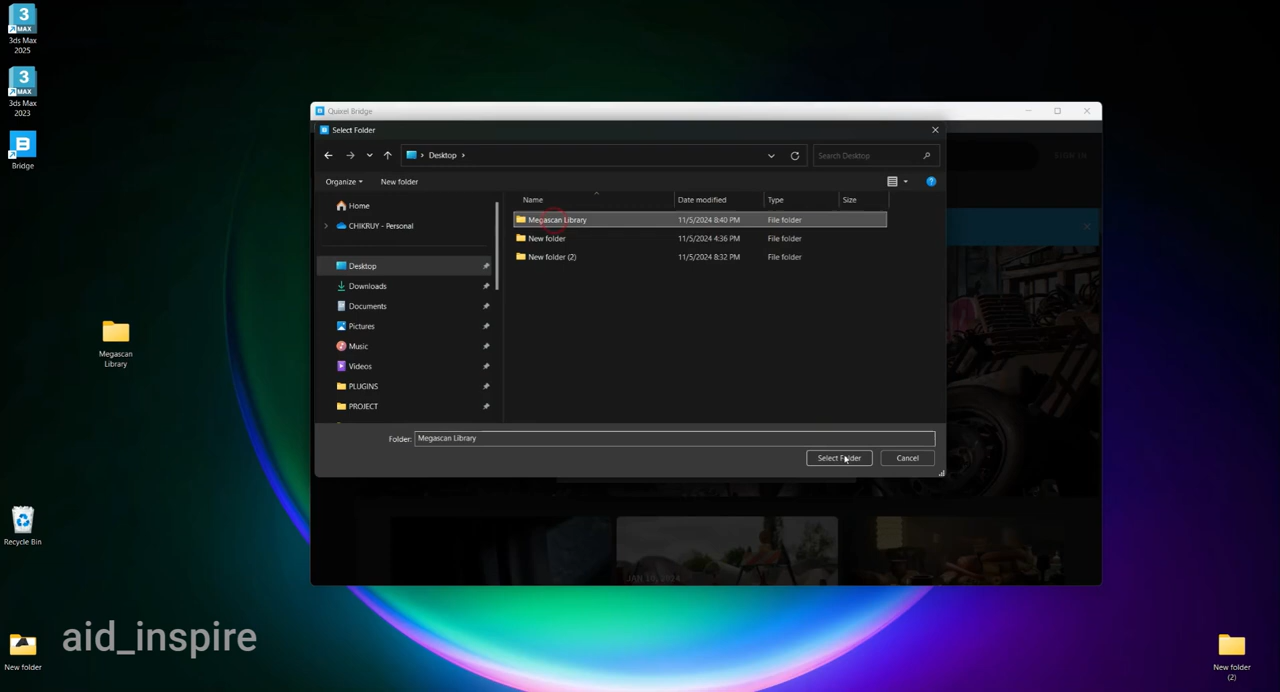 3ds Max
2025
3ds Max
2023
Bridge
Megascan
Library
Recycle Bin
New folder
aid_inspire
New folder
(2)
Quixel Bridge
Select Folder
Desktop
Search Desktop
Organize
New folder
Home
CHIKRUY - Personal
Desktop
Downloads
Documents
Pictures
Music
Videos
PLUGINS
PROJECT
Name Date modified Type Size
Megascan Library 11/5/2024 8:40 PM File folder
New folder 11/5/2024 4:36 PM File folder
New folder (2) 11/5/2024 8:32 PM File folder
Folder: Megascan Library
Select Folder Cancel
SIGN IN
JAN 10, 2024